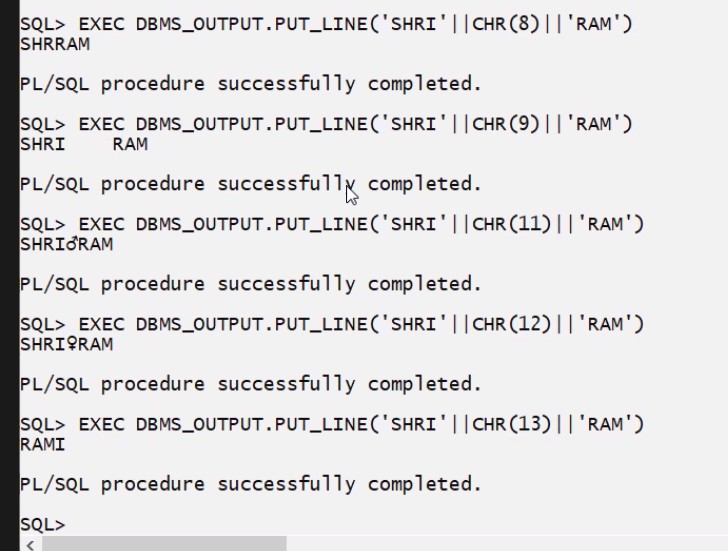 SQL> EXEC DBMS_OUTPUT.PUT_LINE('SHRI'||CHR(8)||'RAM')
SHRRAM
PL/SQL procedure successfully completed.
SQL> EXEC DBMS_OUTPUT.PUT_LINE('SHRI'||CHR(9)||'RAM')
SHRI    RAM
PL/SQL procedure successfully completed.
SQL> EXEC DBMS_OUTPUT.PUT_LINE('SHRI'||CHR(11)||'RAM')
SHRI♂RAM
PL/SQL procedure successfully completed.
SQL> EXEC DBMS_OUTPUT.PUT_LINE('SHRI'||CHR(12)||'RAM')
SHRI♀RAM
PL/SQL procedure successfully completed.
SQL> EXEC DBMS_OUTPUT.PUT_LINE('SHRI'||CHR(13)||'RAM')
RAMI
PL/SQL procedure successfully completed.
SQL>